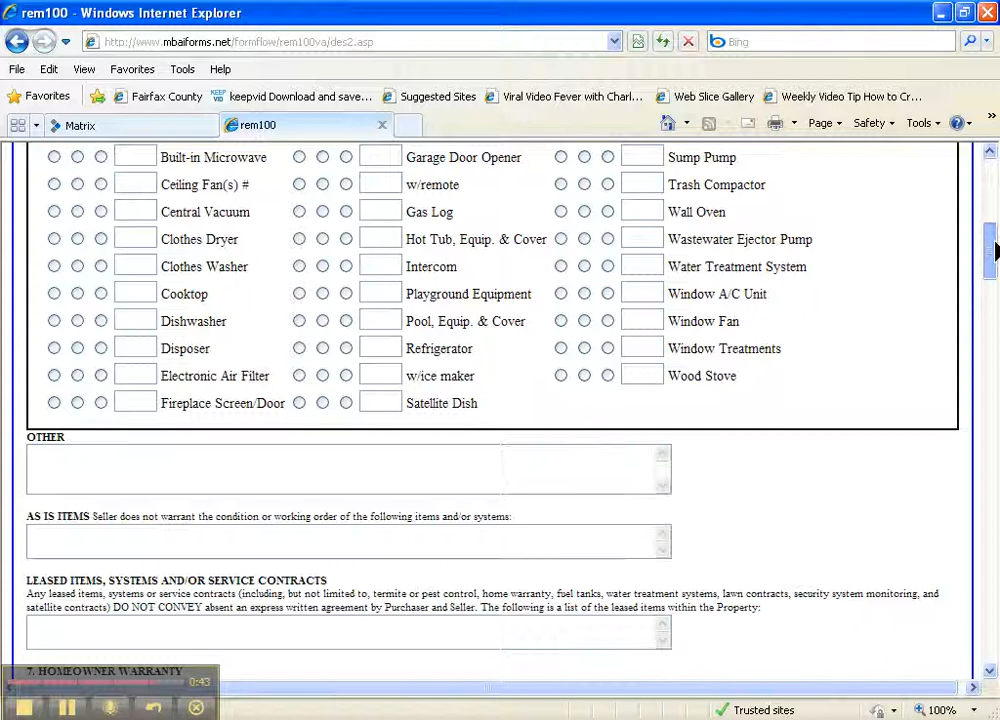 rem100 - Windows Internet Explorer
http://www.mbaiforms.net/formflow/rem100va/des2.asp
Bing
File Edit View Favorites Tools Help
Favorites Fairfax County KEEP VID keepvid Download and save... Suggested Sites Viral Video Fever with Charl... Web Slice Gallery Weekly Video Tip How to Cr...
Matrix rem100 Page Safety Tools
Built-in Microwave Garage Door Opener Sump Pump
Ceiling Fan(s) # w/remote Trash Compactor
Central Vacuum Gas Log Wall Oven
Clothes Dryer Hot Tub, Equip. & Cover Wastewater Ejector Pump
Clothes Washer Intercom Water Treatment System
Cooktop Playground Equipment Window A/C Unit
Dishwasher Pool, Equip. & Cover Window Fan
Disposer Refrigerator Window Treatments
Electronic Air Filter w/ice maker Wood Stove
Fireplace Screen/Door Satellite Dish
OTHER
AS IS ITEMS Seller does not warrant the condition or working order of the following items and/or systems:
LEASED ITEMS, SYSTEMS AND/OR SERVICE CONTRACTS
Any leased items, systems or service contracts (including, but not limited to, termite or pest control, home warranty, fuel tanks, water treatment systems, lawn contracts, security system monitoring, and
satellite contracts) DO NOT CONVEY absent an express written agreement by Purchaser and Seller. The following is a list of the leased items within the Property:
7. HOMEOWNER WARRANTY
0:43
Trusted sites 100%